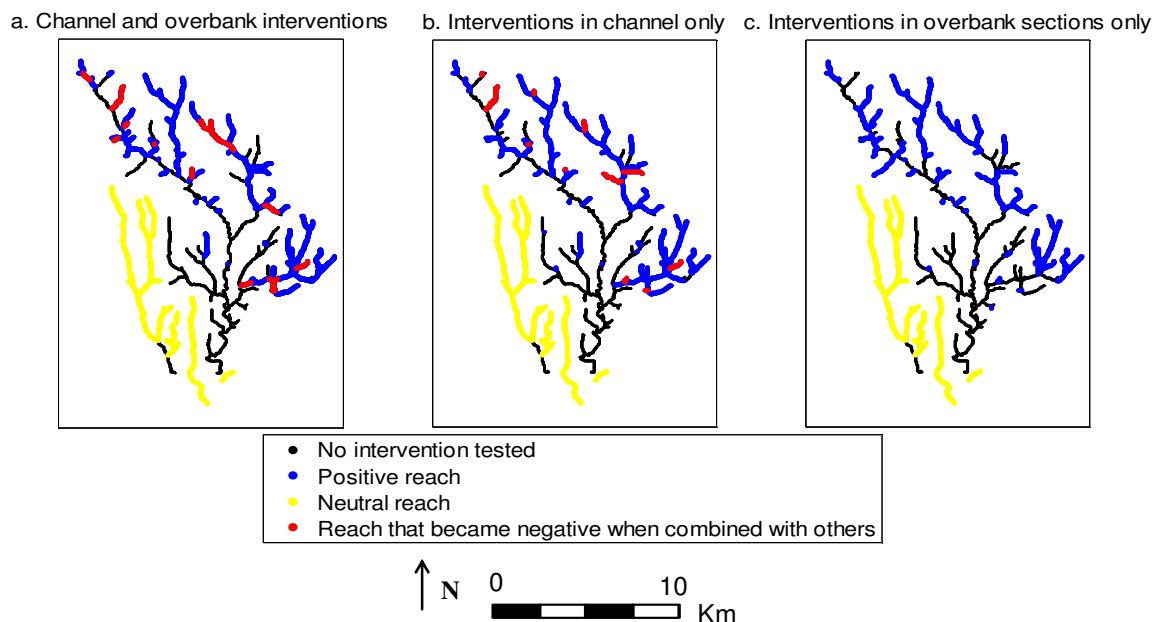 a. Channel and overbank interventions
b. Interventions in channel only
c. Interventions in overbank sections only
No intervention tested
Positive reach
Neutral reach
Reach that became negative when combined with others
N
0 10
Km